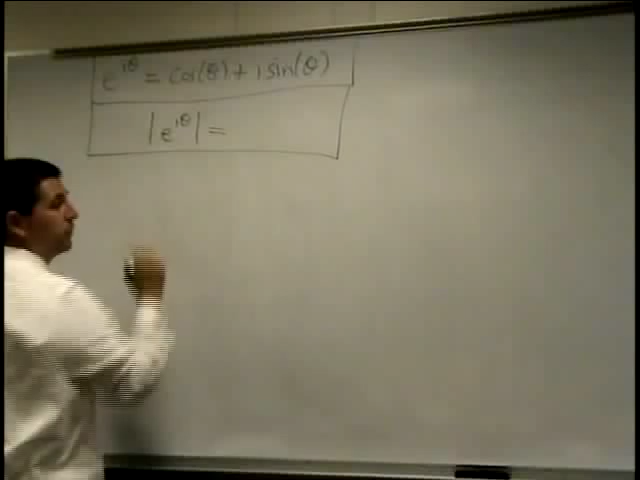 e^{iθ} = cos(θ) + i sin(θ)
|e^{iθ}| =